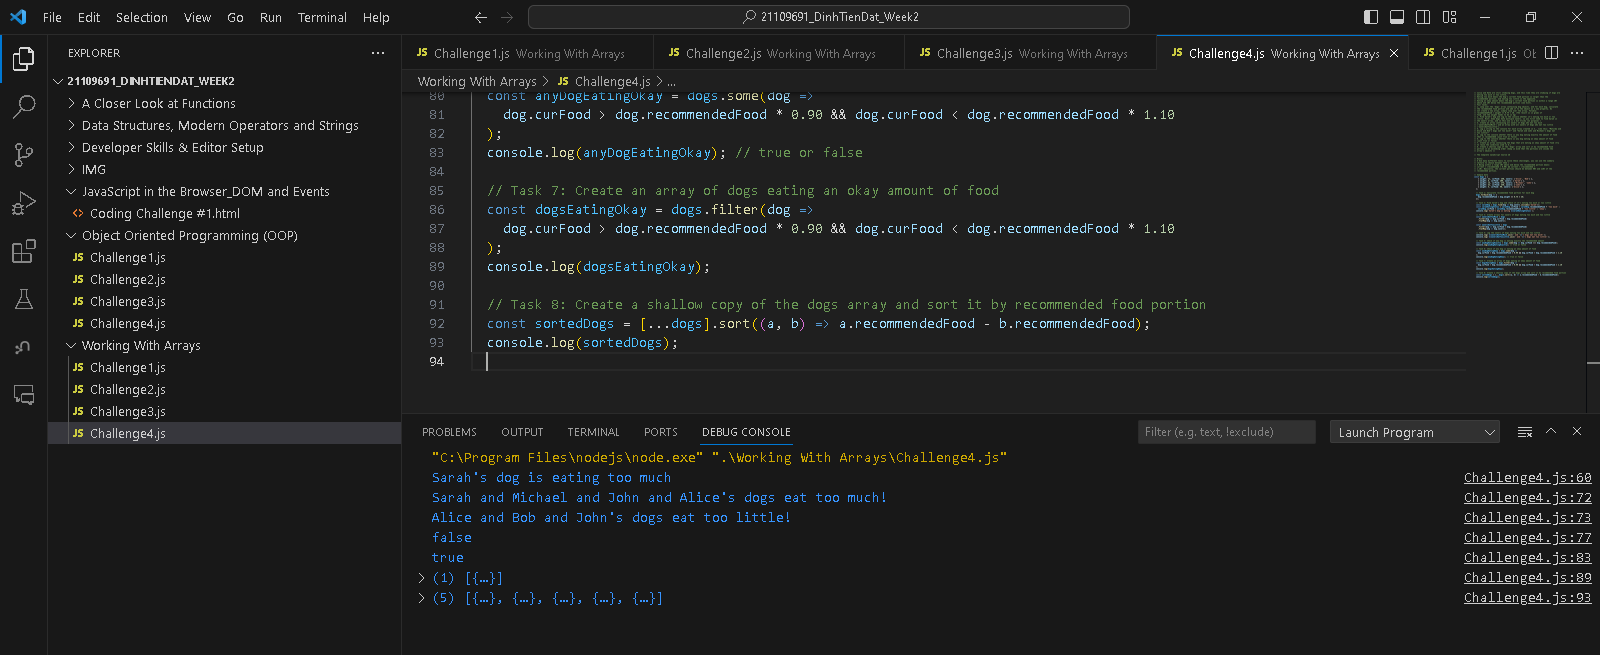 File Edit Selection View Go Run Terminal Help
21109691_DinhTienDat_Week2
EXPLORER
21109691_DINHTIENDAT_WEEK2
A Closer Look at Functions
Data Structures, Modern Operators and Strings
Developer Skills & Editor Setup
IMG
JavaScript in the Browser_DOM and Events
<> Coding Challenge #1.html
Object Oriented Programming (OOP)
JS Challenge1.js
JS Challenge2.js
JS Challenge3.js
JS Challenge4.js
Working With Arrays
JS Challenge1.js
JS Challenge2.js
JS Challenge3.js
JS Challenge4.js
JS Challenge1.js Working With Arrays
JS Challenge2.js Working With Arrays
JS Challenge3.js Working With Arrays
JS Challenge4.js Working With Arrays
JS Challenge1.js Ob
Working With Arrays > JS Challenge4.js > ...
80 const anyDogEatingOkay = dogs.some(dog =>
81 dog.curFood > dog.recommendedFood * 0.90 && dog.curFood < dog.recommendedFood * 1.10
82 );
83 console.log(anyDogEatingOkay); // true or false
84
85 // Task 7: Create an array of dogs eating an okay amount of food
86 const dogsEatingOkay = dogs.filter(dog =>
87 dog.curFood > dog.recommendedFood * 0.90 && dog.curFood < dog.recommendedFood * 1.10
88 );
89 console.log(dogsEatingOkay);
90
91 // Task 8: Create a shallow copy of the dogs array and sort it by recommended food portion
92 const sortedDogs = [...dogs].sort((a, b) => a.recommendedFood - b.recommendedFood);
93 console.log(sortedDogs);
94
PROBLEMS OUTPUT TERMINAL PORTS DEBUG CONSOLE
Filter (e.g. text, !exclude)
Launch Program
"C:\Program Files\nodejs\node.exe" ".\Working With Arrays\Challenge4.js"
Sarah's dog is eating too much Challenge4.js:60
Sarah and Michael and John and Alice's dogs eat too much! Challenge4.js:72
Alice and Bob and John's dogs eat too little! Challenge4.js:73
false Challenge4.js:77
true Challenge4.js:83
> (1) [{…}] Challenge4.js:89
> (5) [{…}, {…}, {…}, {…}, {…}] Challenge4.js:93